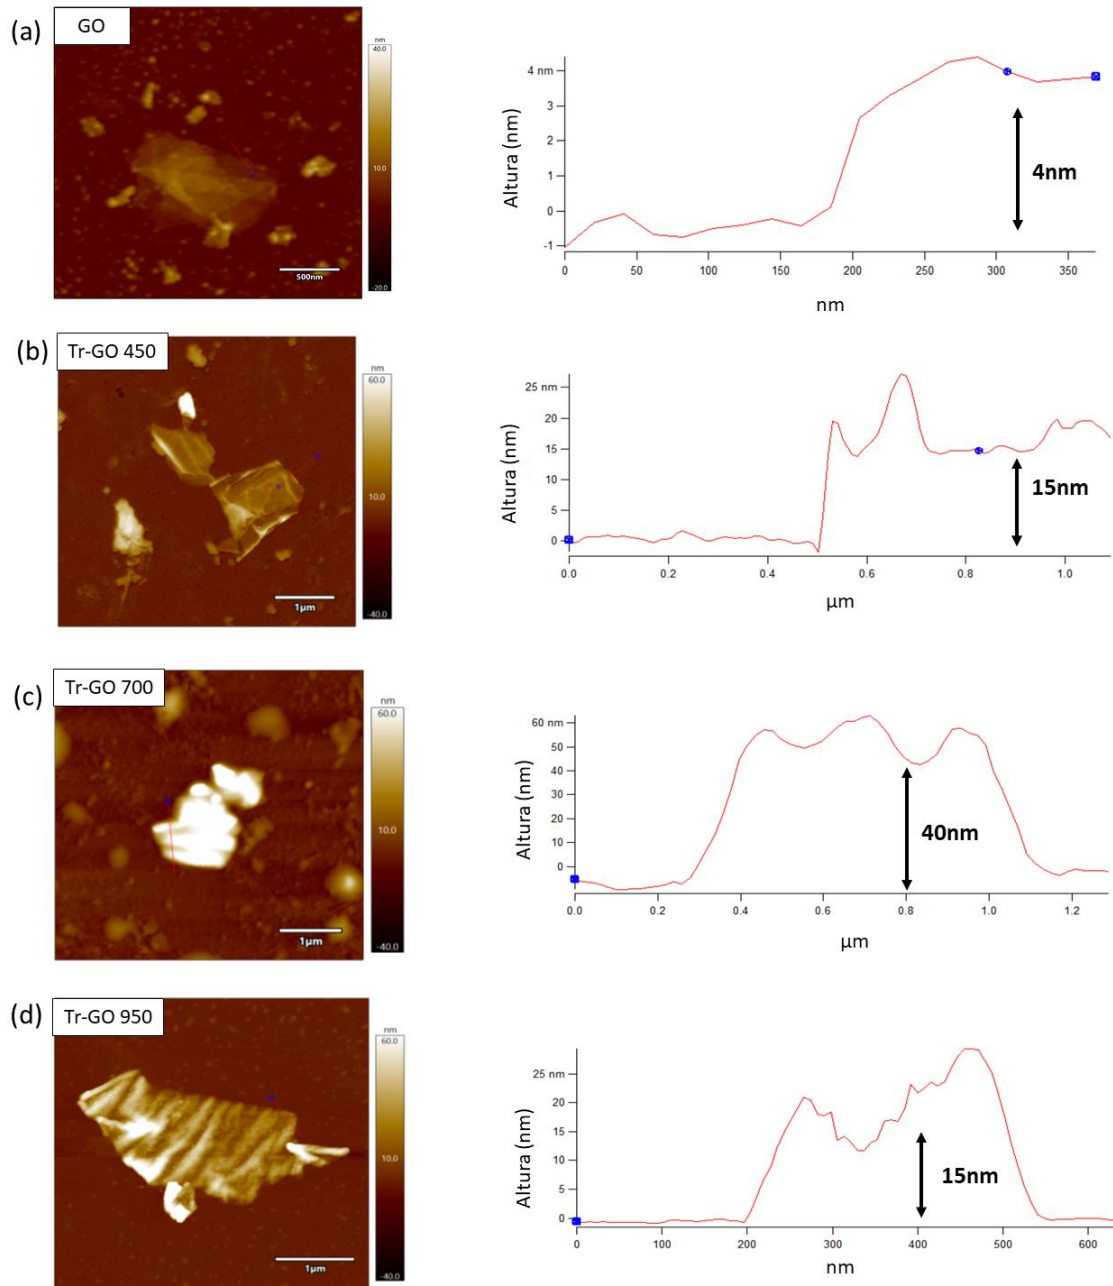 (a)
GO
nm
40.0
10.0
-20.0
500nm
Altura (nm)
4 nm
3
2
1
0
-1
4nm
0 50 100 150 200 250 300 350
nm
(b)
Tr-GO 450
nm
60.0
10.0
-40.0
1µm
Altura (nm)
25 nm
20
15
10
5
0
15nm
0.0 0.2 0.4 0.6 0.8 1.0
µm
(c)
Tr-GO 700
nm
60.0
10.0
-40.0
1µm
Altura (nm)
60 nm
50
40
30
20
10
0
40nm
0.0 0.2 0.4 0.6 0.8 1.0 1.2
µm
(d)
Tr-GO 950
nm
60.0
10.0
-40.0
1µm
Altura (nm)
25 nm
20
15
10
5
0
15nm
0 100 200 300 400 500 600
nm